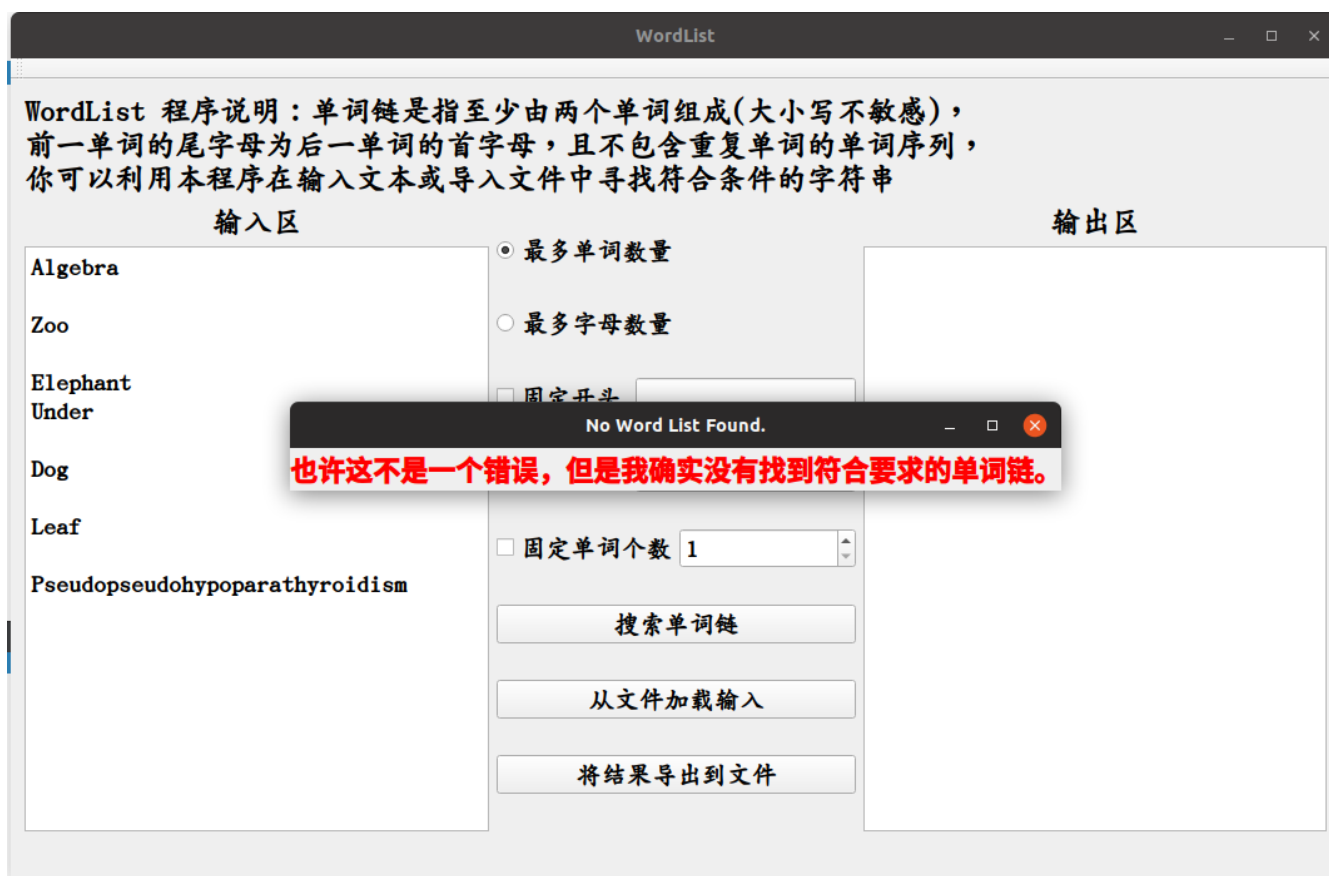 WordList
WordList 程序说明：单词链是指至少由两个单词组成(大小写不敏感)，
前一单词的尾字母为后一单词的首字母，且不包含重复单词的单词序列，
你可以利用本程序在输入文本或导入文件中寻找符合条件的字符串
输入区
输出区
Algebra
Zoo
Elephant
Under
Dog
Leaf
Pseudopseudohypoparathyroidism
最多单词数量
最多字母数量
固定开头
No Word List Found.
也许这不是一个错误，但是我确实没有找到符合要求的单词链。
固定单词个数
1
搜索单词链
从文件加载输入
将结果导出到文件